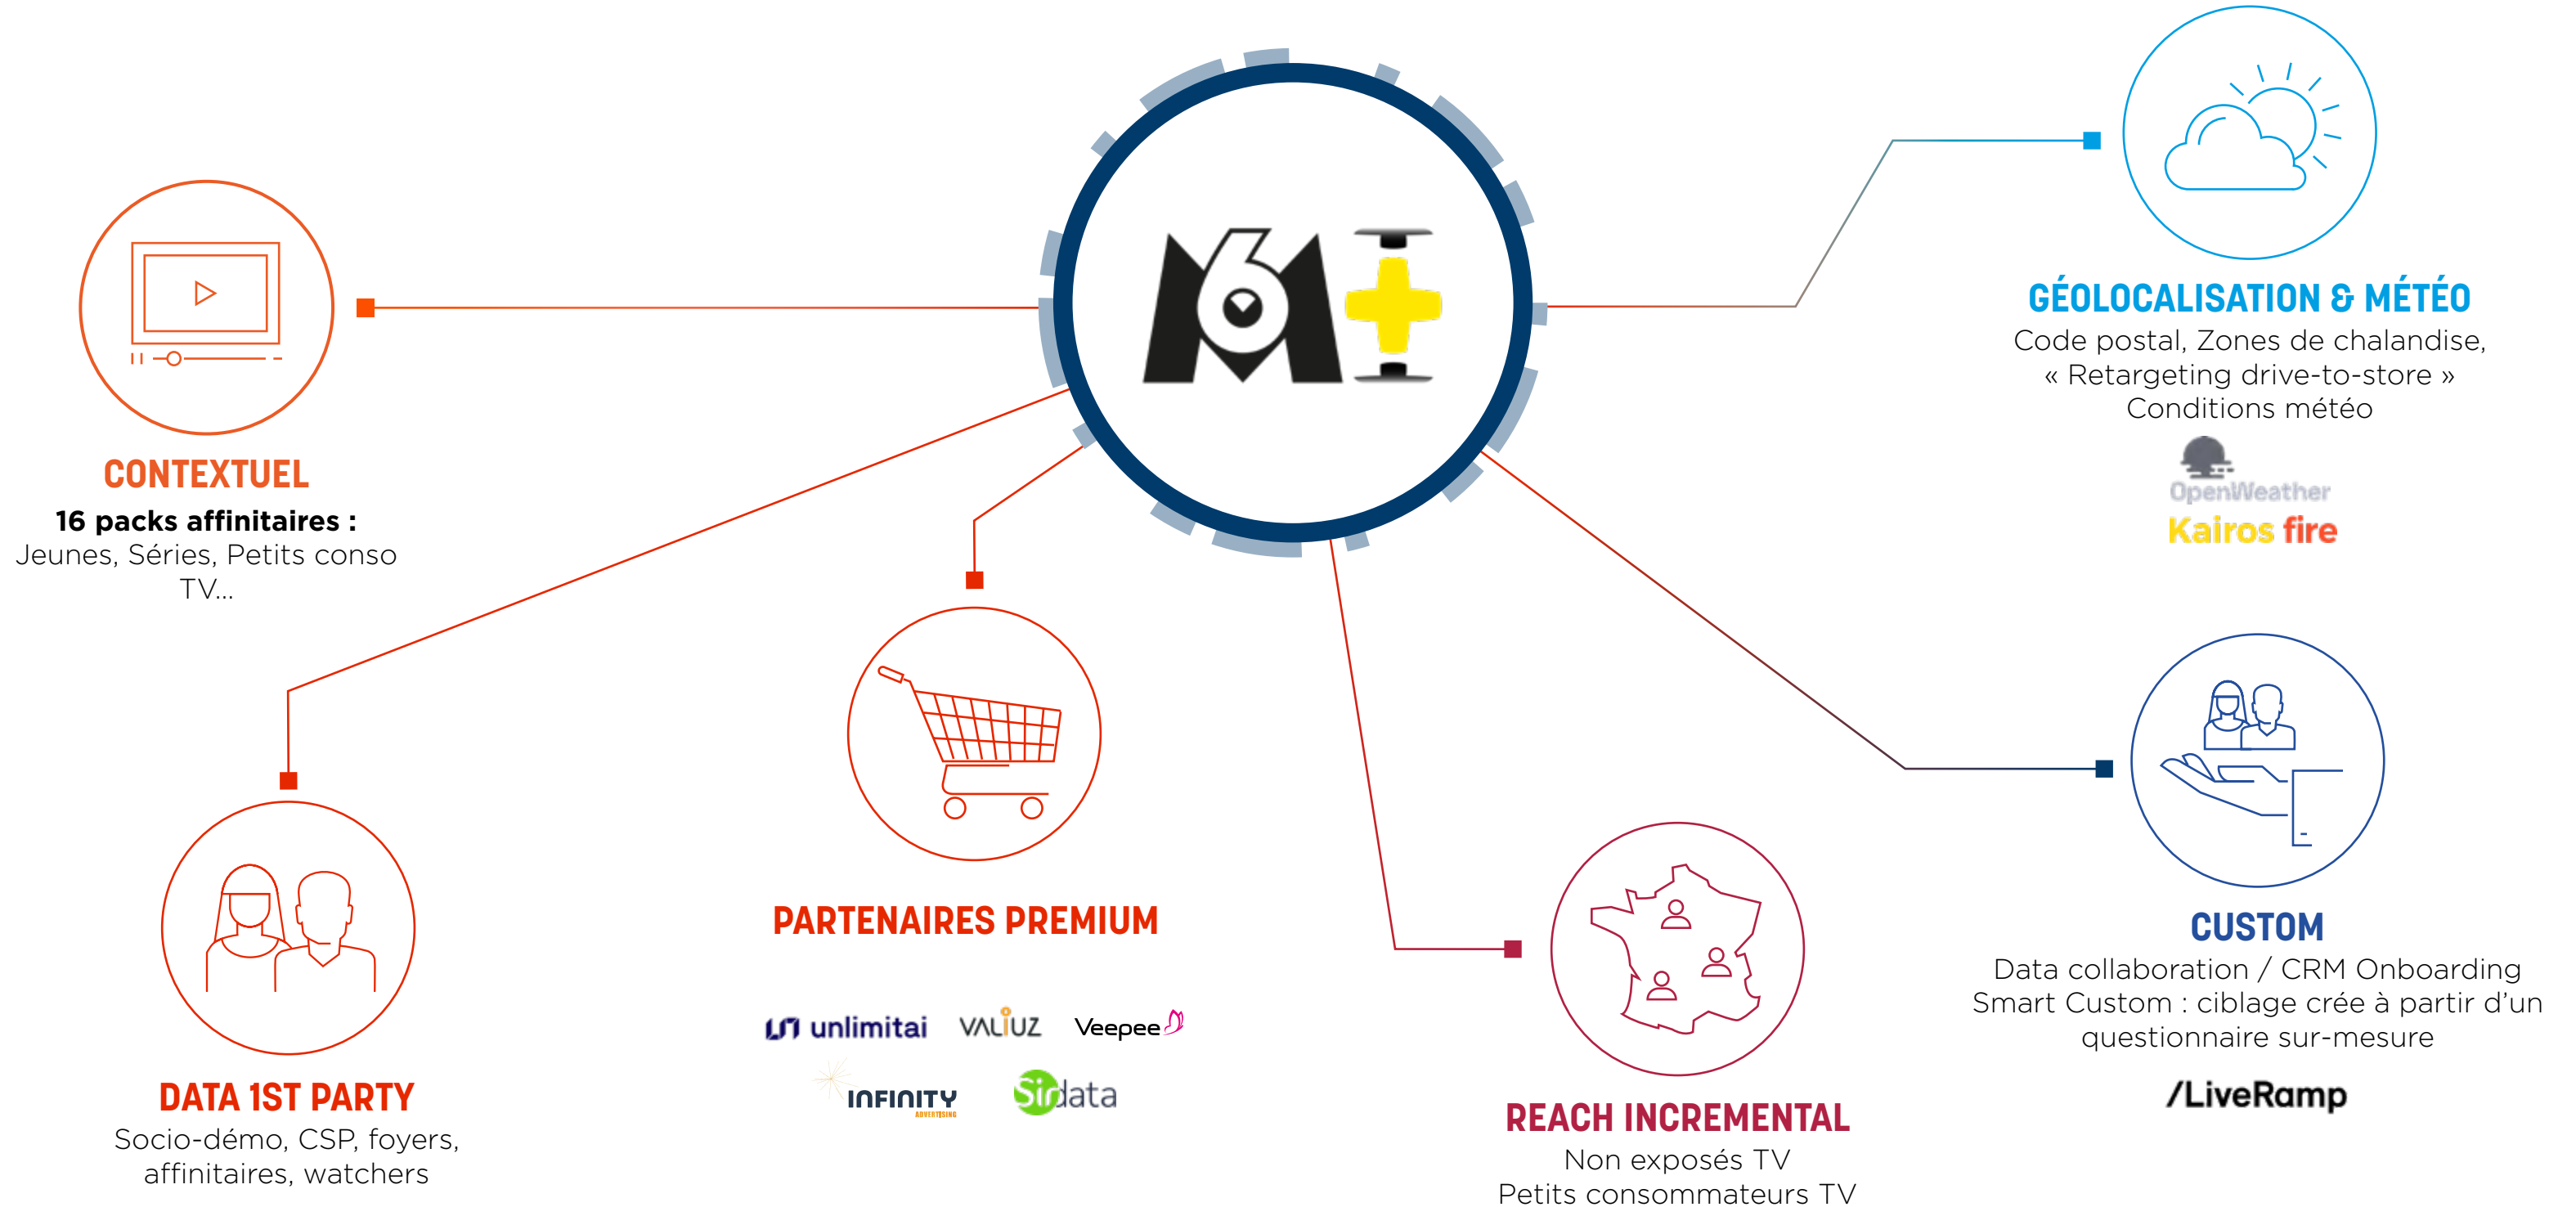 M6+
CONTEXTUEL
16 packs affinitaires :
Jeunes, Séries, Petits conso
TV...
DATA 1ST PARTY
Socio-démo, CSP, foyers,
affinitaires, watchers
PARTENAIRES PREMIUM
unlimitai VALIUZ Veepee
INFINITY
ADVERTISING
Sirdata
REACH INCREMENTAL
Non exposés TV
Petits consommateurs TV
GÉOLOCALISATION & MÉTÉO
Code postal, Zones de chalandise,
« Retargeting drive-to-store »
Conditions météo
OpenWeather
Kairos fire
CUSTOM
Data collaboration / CRM Onboarding
Smart Custom : ciblage crée à partir d’un
questionnaire sur-mesure
/LiveRamp